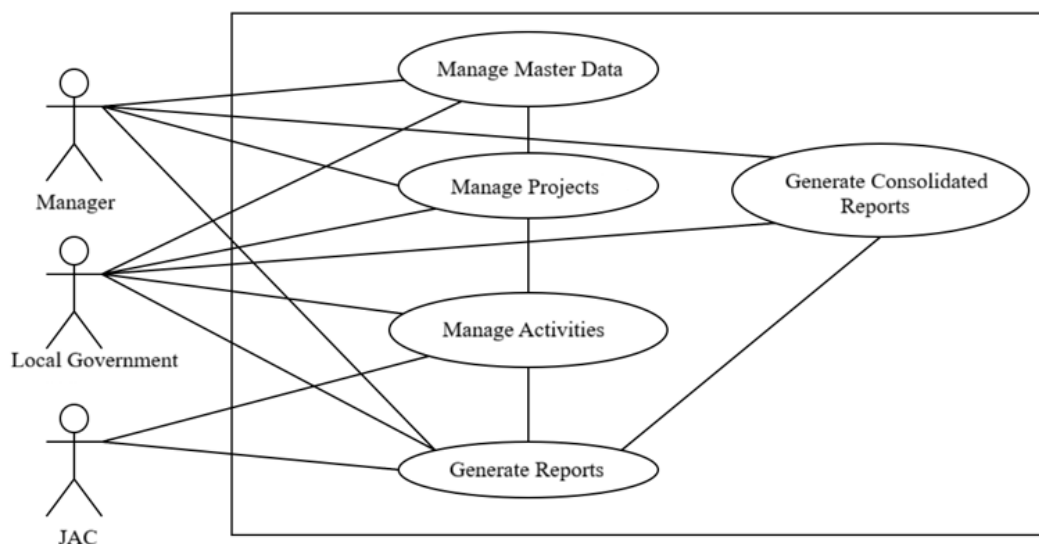 Manage Master Data
Manager
Manage Projects
Generate Consolidated
Reports
Local Government
Manage Activities
JAC
Generate Reports